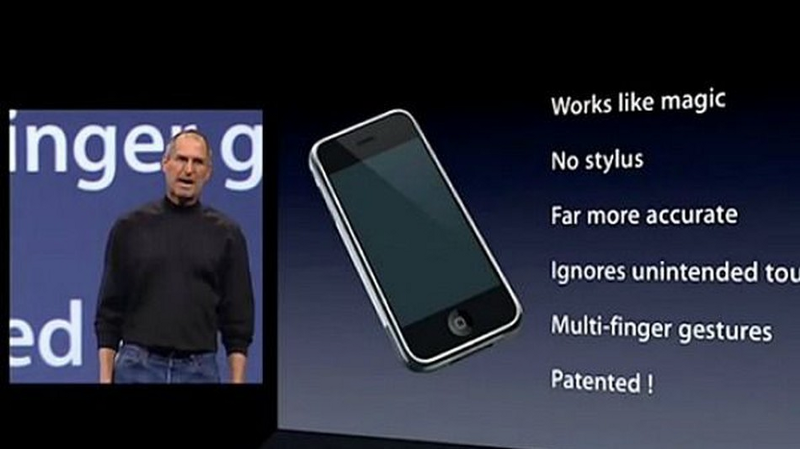 inger g
ed
Works like magic
No stylus
Far more accurate
Ignores unintended tou
Multi-finger gestures
Patented !